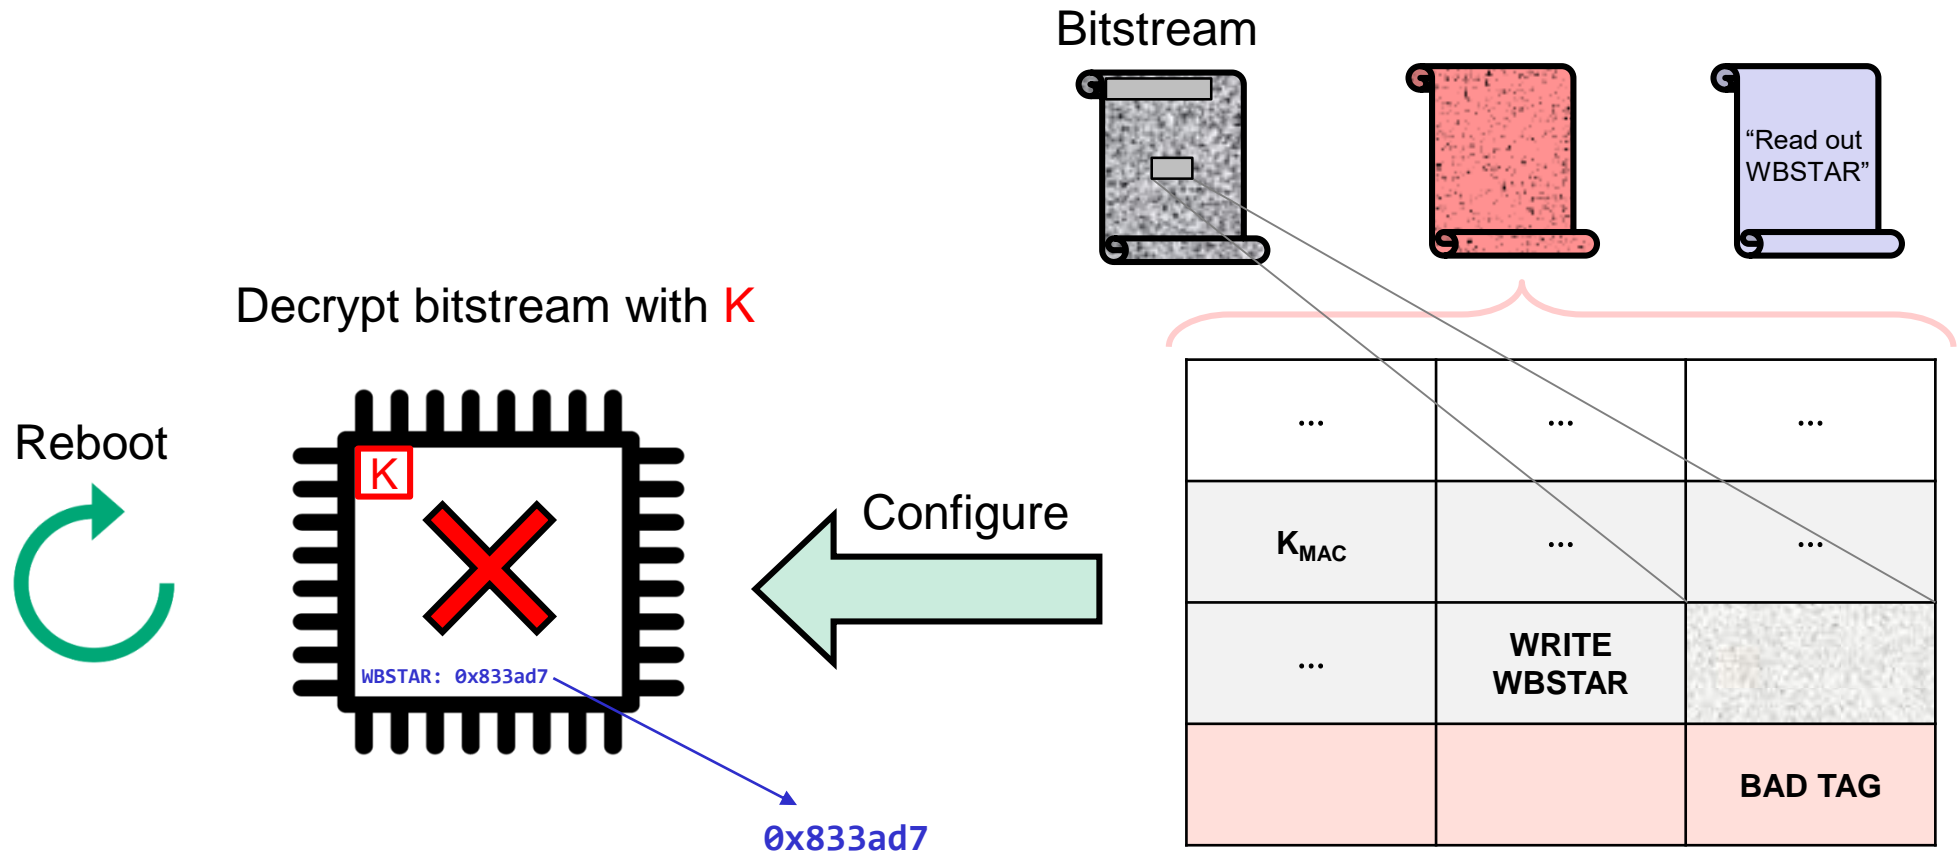 Bitstream
“Read out
WBSTAR”
Decrypt bitstream with K
Reboot
K
WBSTAR: 0x833ad7
0x833ad7
Configure
... ... ...
KMAC ... ...
... WRITE
WBSTAR
BAD TAG